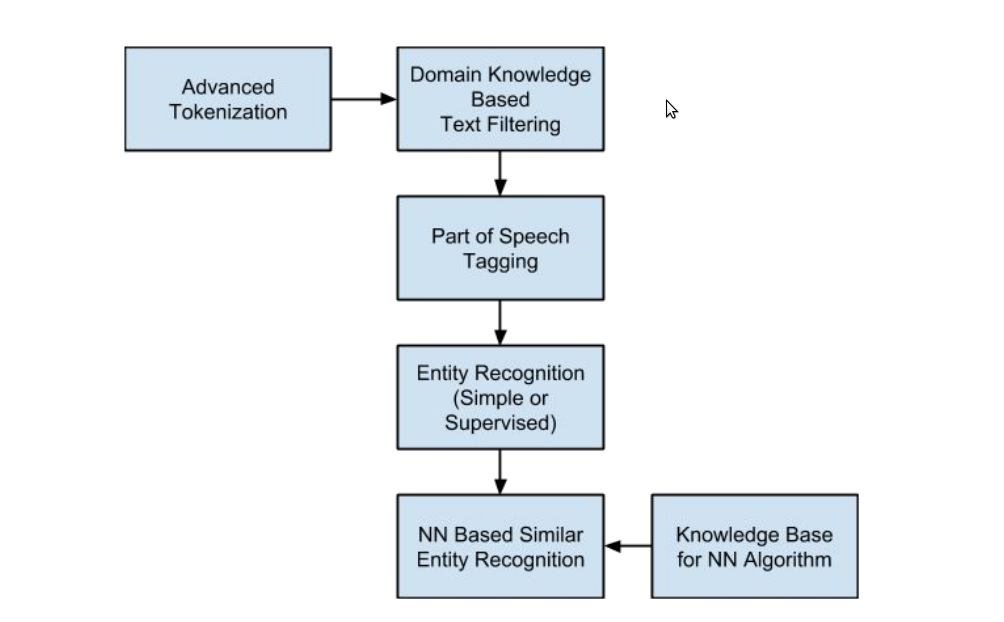 Advanced
Tokenization
Domain Knowledge
Based
Text Filtering
Part of Speech
Tagging
Entity Recognition
(Simple or
Supervised)
NN Based Similar
Entity Recognition
Knowledge Base
for NN Algorithm